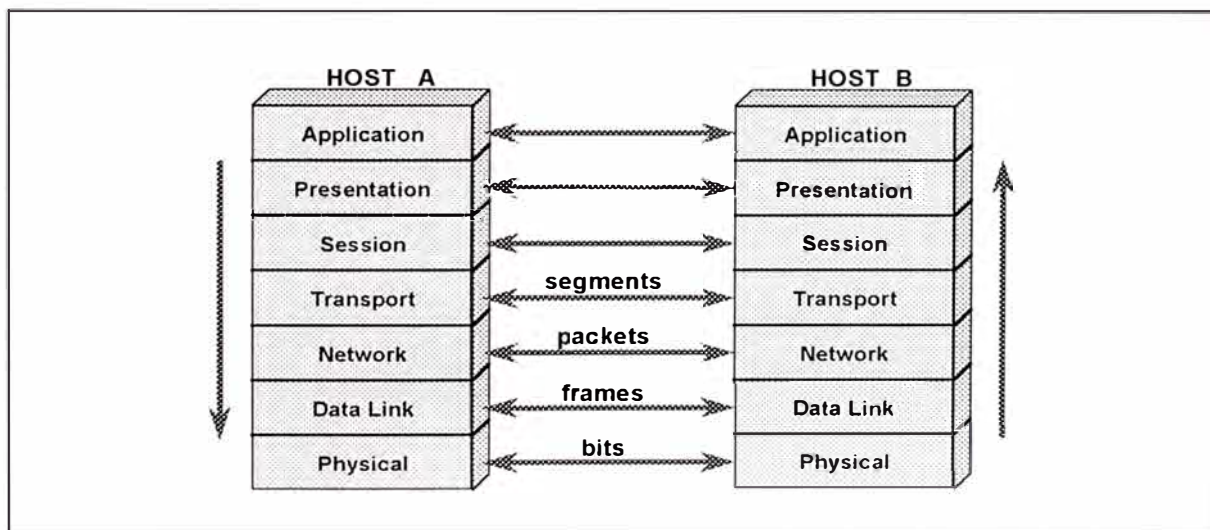 HOST A
HOST B
Application
Application
Presentation
Presentation
Session
Session
segments
Transport
Transport
packets
Network
Network
frames
Data Link
Data Link
bits
Physical
Physical